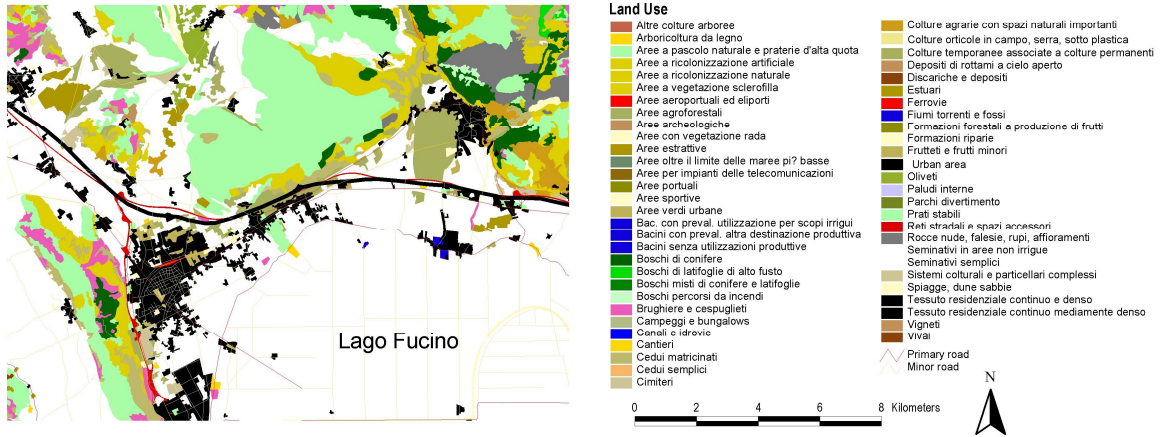 Lago Fucino
Land Use
Altre colture arboree
Arboricoltura da legno
Aree a pascolo naturale e praterie d'alta quota
Aree a ricolonizzazione artificiale
Aree a ricolonizzazione naturale
Aree a vegetazione sclerofilla
Aree aeroportuali ed eliporti
Aree agroforestali
Aree archeologiche
Aree con vegetazione rada
Aree estrattive
Aree oltre il limite delle maree pi? basse
Aree per impianti delle telecomunicazioni
Aree portuali
Aree sportive
Aree verdi urbane
Bac. con preval. utilizzazione per scopi irrigui
Bacini con preval. altra destinazione produttiva
Bacini senza utilizzazioni produttive
Boschi di conifere
Boschi di latifoglie di alto fusto
Boschi misti di conifere e latifoglie
Boschi percorsi da incendi
Brughiere e cespuglieti
Campeggi e bungalows
Canali e idrovie
Cantieri
Cedui matricinati
Cedui semplici
Cimiteri
Colture agrarie con spazi naturali importanti
Colture orticole in campo, serra, sotto plastica
Colture temporanee associate a colture permanenti
Depositi di rottami a cielo aperto
Discariche e depositi
Estuari
Ferrovie
Fiumi torrenti e fossi
Formazioni forestali a produzione di frutti
Formazioni riparie
Frutteti e frutti minori
Urban area
Oliveti
Paludi interne
Parchi divertimento
Prati stabili
Reti stradali e spazi accessori
Rocce nude, falesie, rupi, affioramenti
Seminativi in aree non irrigue
Seminativi semplici
Sistemi colturali e particellari complessi
Spiagge, dune sabbie
Tessuto residenziale continuo e denso
Tessuto residenziale continuo mediamente denso
Vigneti
Vivai
Primary road
Minor road
N
0 2 4 6 8 Kilometers